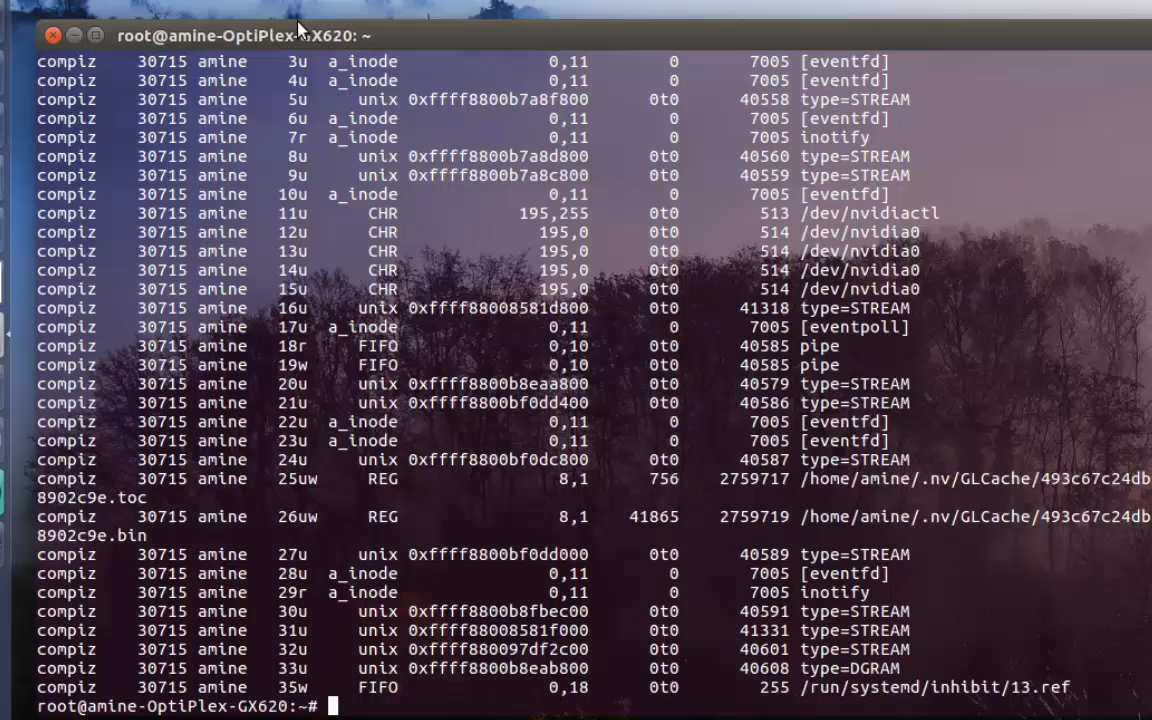 root@amine-OptiPlex-GX620: ~
compiz 30715 amine 3u a_inode 0,11 0 7005 [eventfd]
compiz 30715 amine 4u a_inode 0,11 0 7005 [eventfd]
compiz 30715 amine 5u unix 0xffff8800b7a8f800 0t0 40558 type=STREAM
compiz 30715 amine 6u a_inode 0,11 0 7005 [eventfd]
compiz 30715 amine 7r a_inode 0,11 0 7005 inotify
compiz 30715 amine 8u unix 0xffff8800b7a8d800 0t0 40560 type=STREAM
compiz 30715 amine 9u unix 0xffff8800b7a8c800 0t0 40559 type=STREAM
compiz 30715 amine 10u a_inode 0,11 0 7005 [eventfd]
compiz 30715 amine 11u CHR 195,255 0t0 513 /dev/nvidiactl
compiz 30715 amine 12u CHR 195,0 0t0 514 /dev/nvidia0
compiz 30715 amine 13u CHR 195,0 0t0 514 /dev/nvidia0
compiz 30715 amine 14u CHR 195,0 0t0 514 /dev/nvidia0
compiz 30715 amine 15u CHR 195,0 0t0 514 /dev/nvidia0
compiz 30715 amine 16u unix 0xffff88008581d800 0t0 41318 type=STREAM
compiz 30715 amine 17u a_inode 0,11 0 7005 [eventpoll]
compiz 30715 amine 18r FIFO 0,10 0t0 40585 pipe
compiz 30715 amine 19w FIFO 0,10 0t0 40585 pipe
compiz 30715 amine 20u unix 0xffff8800b8eaa800 0t0 40579 type=STREAM
compiz 30715 amine 21u unix 0xffff8800bf0dd400 0t0 40586 type=STREAM
compiz 30715 amine 22u a_inode 0,11 0 7005 [eventfd]
compiz 30715 amine 23u a_inode 0,11 0 7005 [eventfd]
compiz 30715 amine 24u unix 0xffff8800bf0dc800 0t0 40587 type=STREAM
compiz 30715 amine 25uw REG 8,1 756 2759717 /home/amine/.nv/GLCache/493c67c24db
8902c9e.toc
compiz 30715 amine 26uw REG 8,1 41865 2759719 /home/amine/.nv/GLCache/493c67c24db
8902c9e.bin
compiz 30715 amine 27u unix 0xffff8800bf0dd000 0t0 40589 type=STREAM
compiz 30715 amine 28u a_inode 0,11 0 7005 [eventfd]
compiz 30715 amine 29r a_inode 0,11 0 7005 inotify
compiz 30715 amine 30u unix 0xffff8800b8fbec00 0t0 40591 type=STREAM
compiz 30715 amine 31u unix 0xffff88008581f000 0t0 41331 type=STREAM
compiz 30715 amine 32u unix 0xffff880097df2c00 0t0 40601 type=STREAM
compiz 30715 amine 33u unix 0xffff8800b8eab800 0t0 40608 type=DGRAM
compiz 30715 amine 35w FIFO 0,18 0t0 255 /run/systemd/inhibit/13.ref
root@amine-OptiPlex-GX620:~#